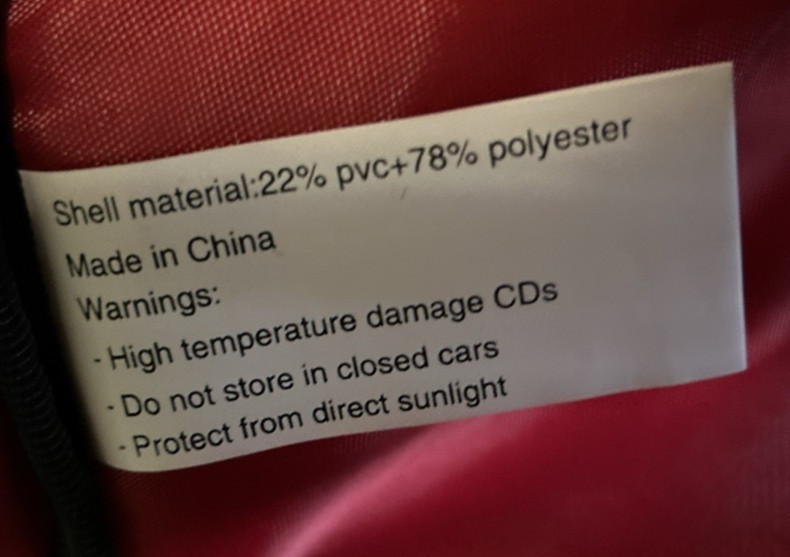 Shell material:22% pvc+78% polyester
Made in China
Warnings:
- High temperature damage CDs
- Do not store in closed cars
- Protect from direct sunlight